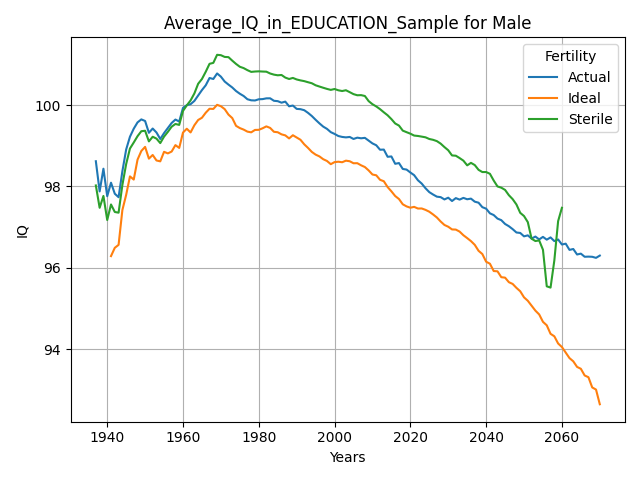 Average_IQ_in_EDUCATION_Sample for Male
Fertility
Actual
Ideal
Sterile
IQ
100
98
96
94
1940
1960
1980
2000
2020
2040
2060
Years